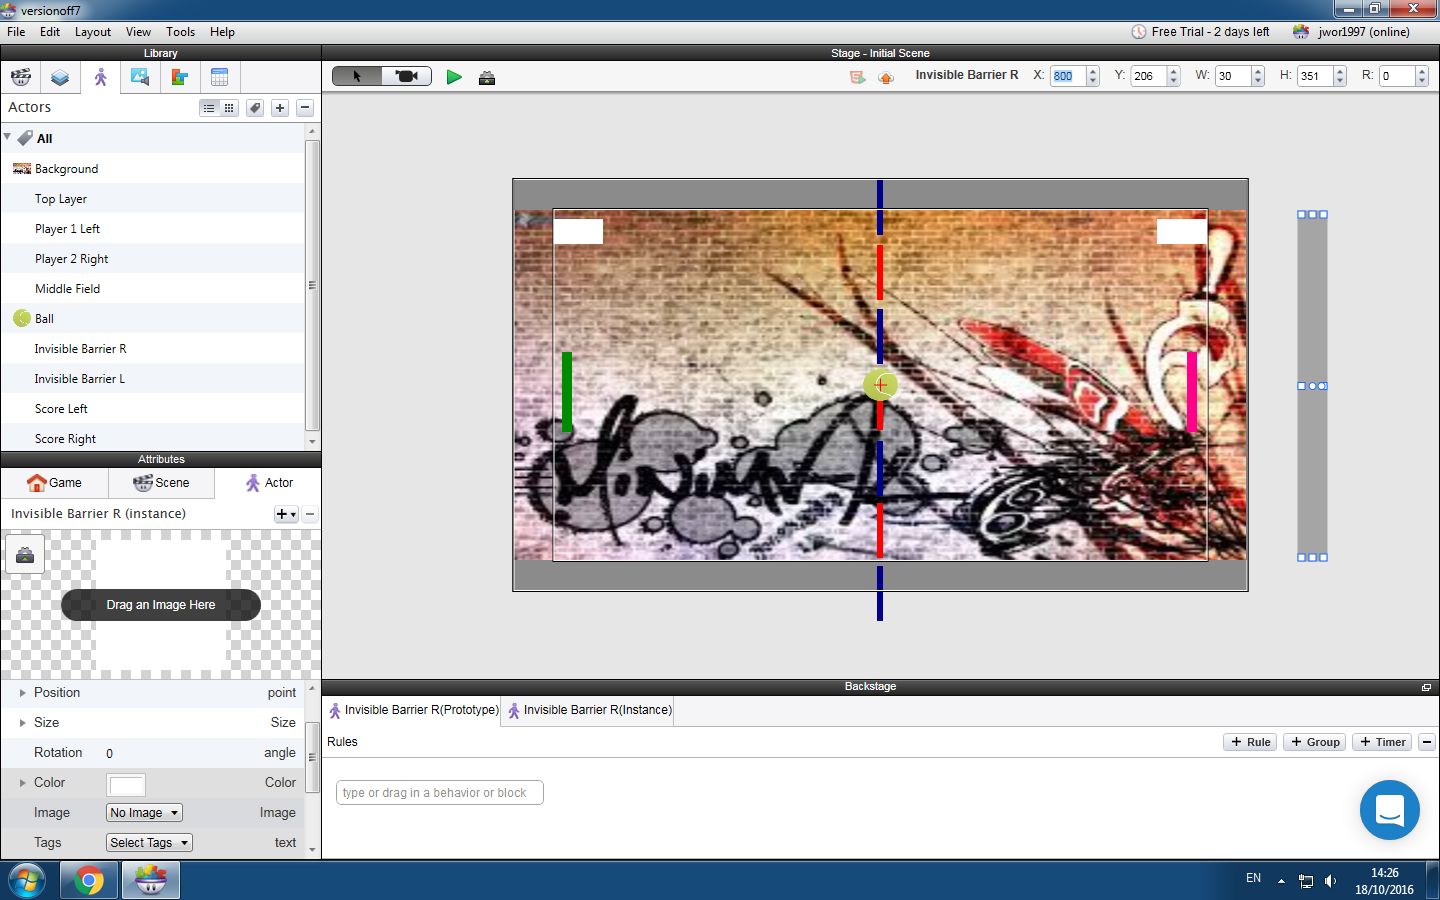 versionoff7
File Edit Layout View Tools Help
Free Trial - 2 days left
jwor1997 (online)
Library
Stage - Initial Scene
Invisible Barrier R X: 800 Y: 206 W: 30 H: 351 R: 0
Actors
All
Background
Top Layer
Player 1 Left
Player 2 Right
Middle Field
Ball
Invisible Barrier R
Invisible Barrier L
Score Left
Score Right
Attributes
Game Scene Actor
Invisible Barrier R (instance)
Drag an Image Here
Position point
Size Size
Rotation 0 angle
Color Color
Image No Image Image
Tags Select Tags text
Backstage
Invisible Barrier R(Prototype) Invisible Barrier R(Instance)
Rules
+ Rule + Group + Timer
type or drag in a behavior or block
EN
14:26
18/10/2016